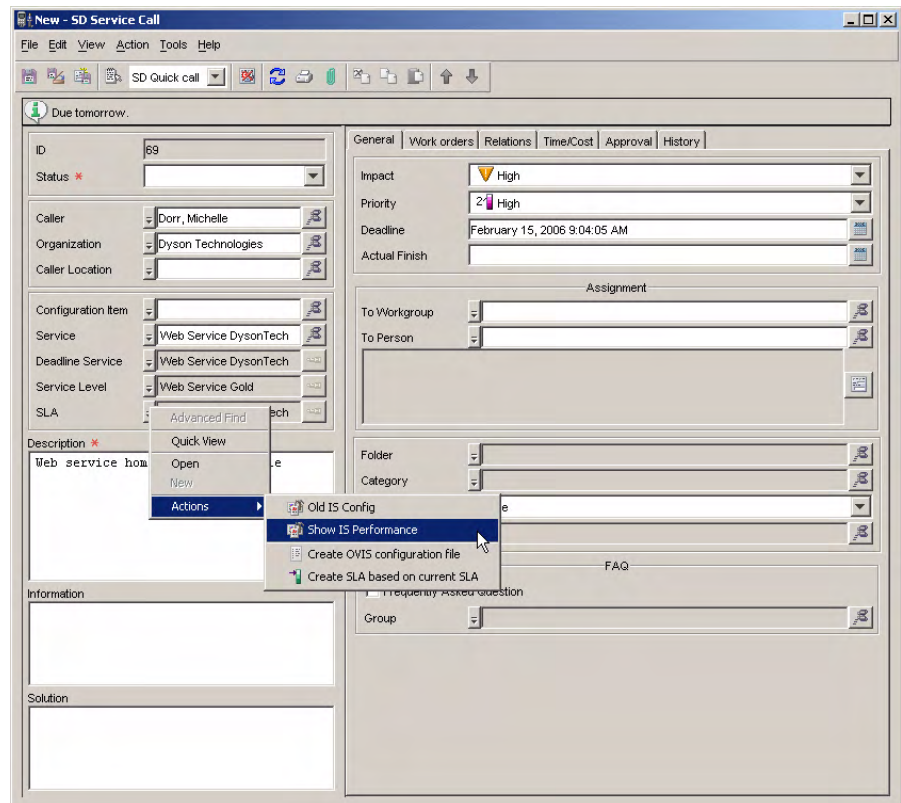 New - SD Service Call
File Edit View Action Tools Help
SD Quick call
Due tomorrow.
ID 69
Status *
Caller Dorr, Michelle
Organization Dyson Technologies
Caller Location
Configuration Item
Service Web Service DysonTech
Deadline Service Web Service DysonTech
Service Level Web Service Gold
SLA ech
Description *
Web service hom e
Advanced Find
Quick View
Open
New
Actions
Old IS Config
Show IS Performance
Create OVIS configuration file
Create SLA based on current SLA
Information
Solution
General Work orders Relations Time/Cost Approval History
Impact High
Priority 2 High
Deadline February 15, 2006 9:04:05 AM
Actual Finish
Assignment
To Workgroup
To Person
Folder
Category
e
FAQ
Frequently Asked Question
Group